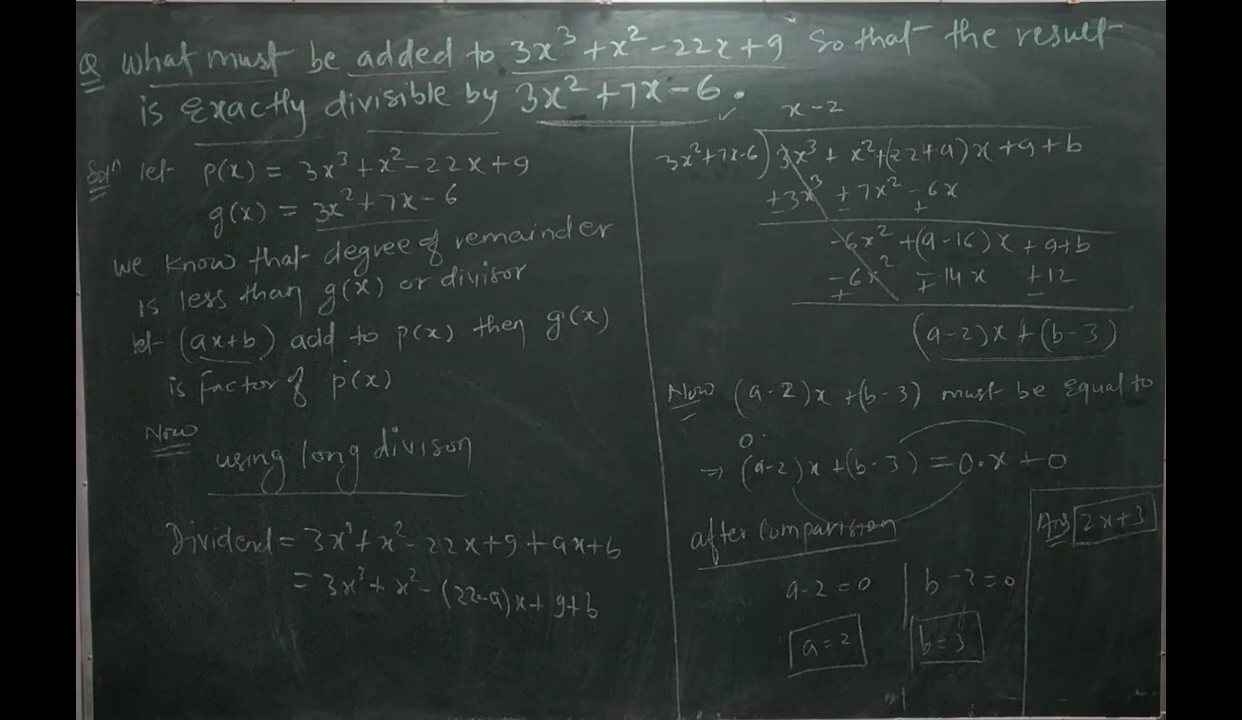 Q What must be added to 3x³ + x² - 22x + 9 so that the result
is exactly divisible by 3x² + 7x - 6.
Solⁿ let p(x) = 3x³ + x² - 22x + 9
g(x) = 3x² + 7x - 6
we know that degree of remainder
is less than g(x) or divisor
let (ax+b) add to p(x) then g(x)
is factor of p(x)
Now
using long divison
Dividend = 3x³ + x² - 22x + 9 + ax + b
= 3x³ + x² - (22-a)x + 9 + b
x - 2
3x² + 7x - 6 ) 3x³ + x² + (22+a)x + 9 + b
+3x³ + 7x² - 6x
- - +
-6x² + (a-16)x + 9 + b
-6x² - 14x + 12
+ + -
(a-2)x + (b-3)
Now (a-2)x + (b-3) must be equal to
0.
⇒ (a-2)x + (b-3) = 0.x + 0
after comparision
a-2 = 0 | b-3 = 0
a = 2 b = 3
Ans 2x+3